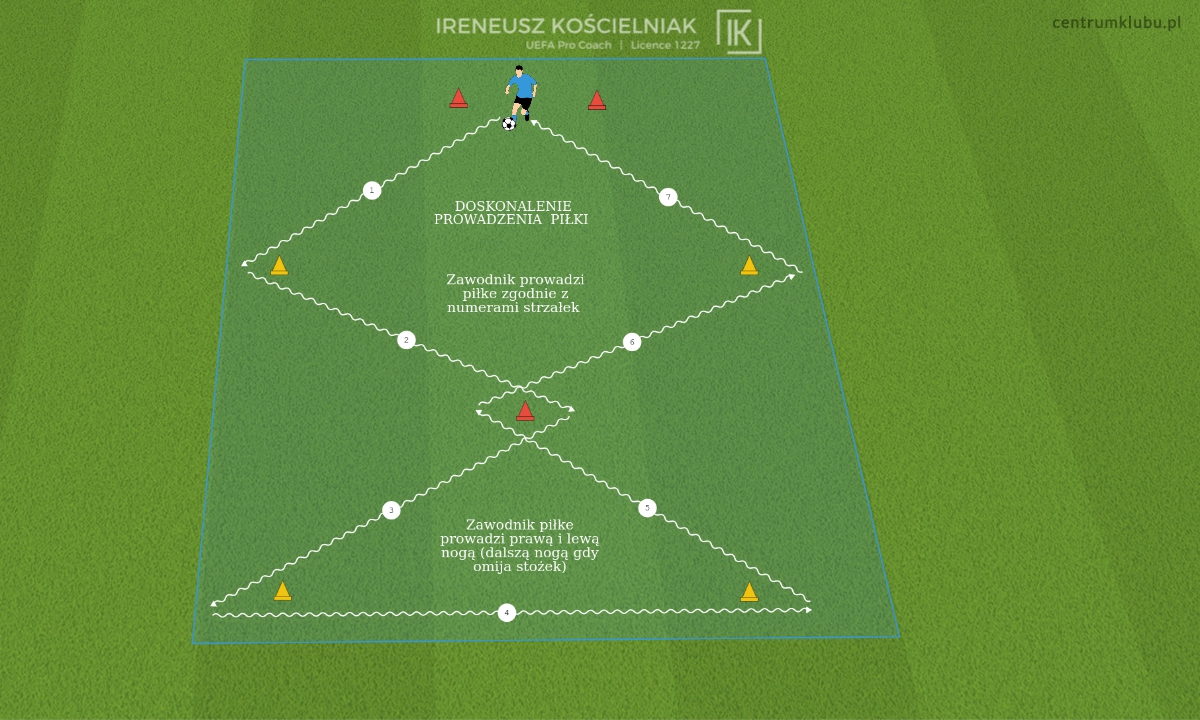 IRENEUSZ KOŚCIELNIAK
UEFA Pro Coach | Licence 1227
IK
centrumklubu.pl
1
7
DOSKONALENIE
PROWADZENIA PIŁKI
Zawodnik prowadzi
piłke zgodnie z
numerami strzałek
2
6
3
5
Zawodnik piłke
prowadzi prawą i lewą
nogą (dalszą nogą gdy
omija stożek)
4